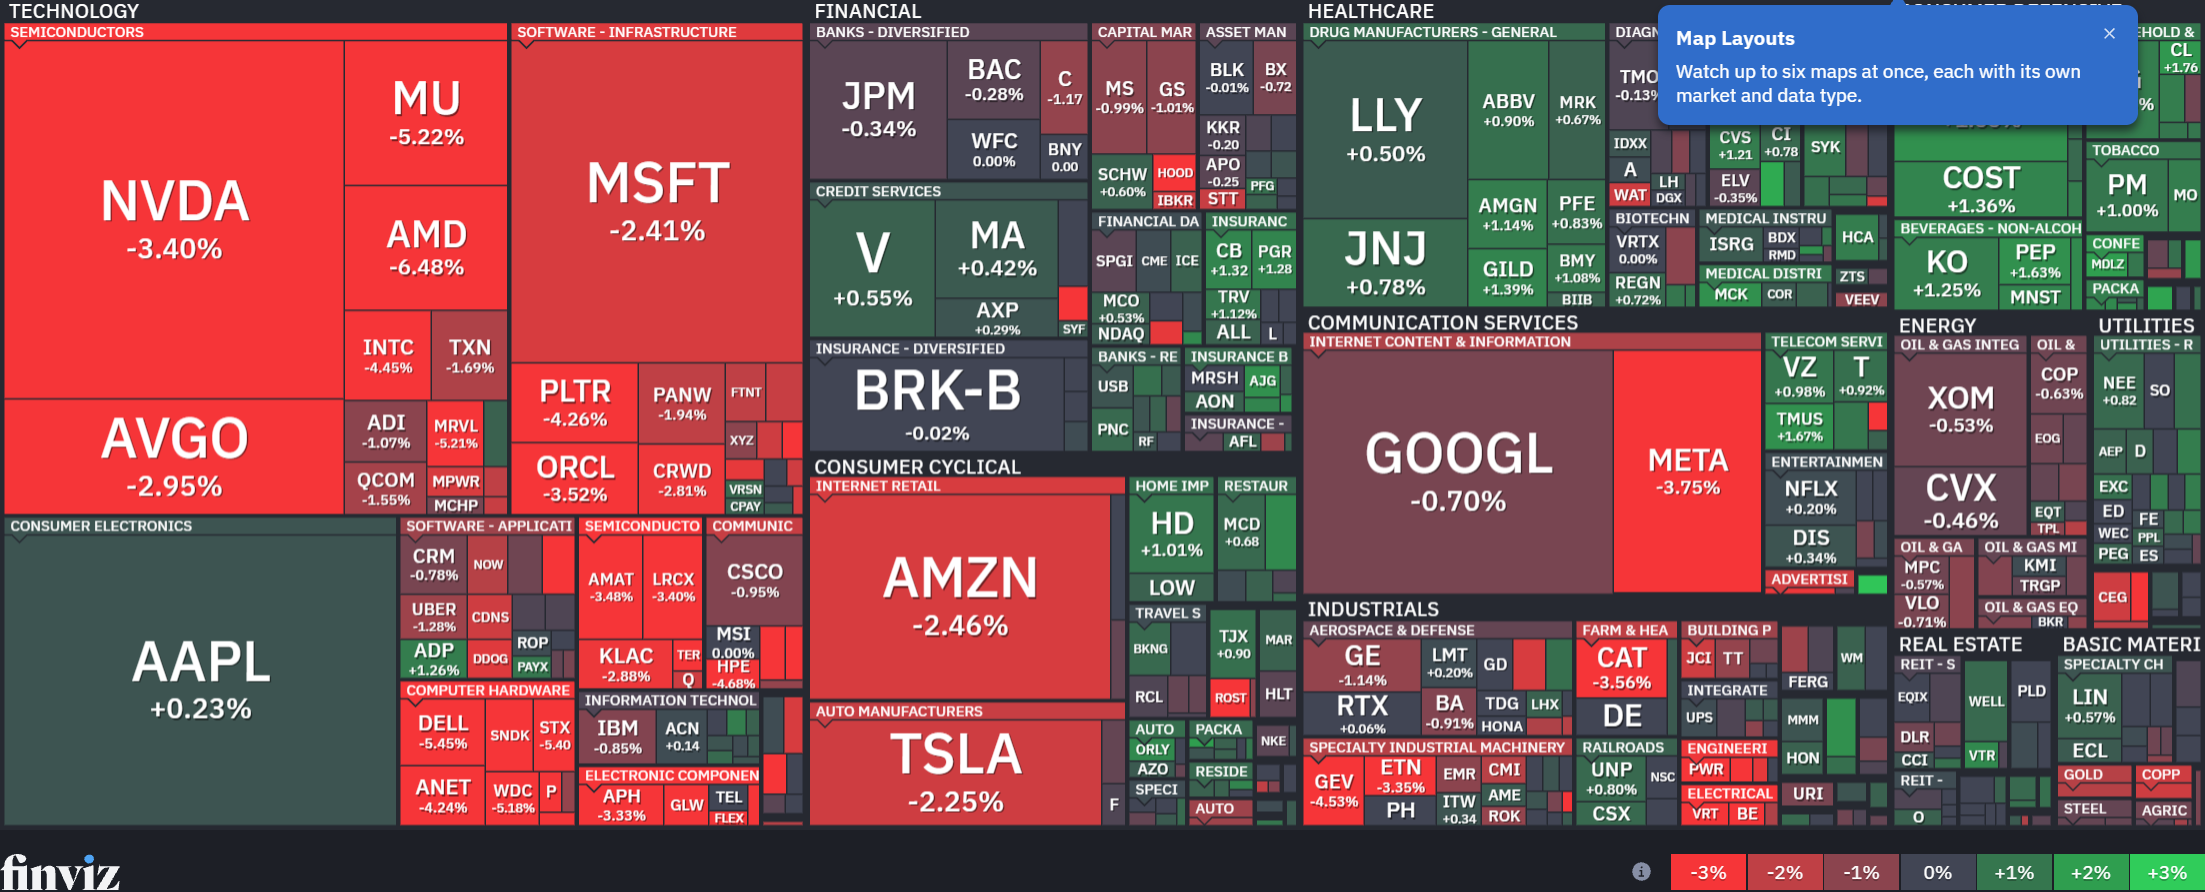 TECHNOLOGY
SEMICONDUCTORS
NVDA
-3.40%
MU
-5.22%
AMD
-6.48%
INTC
-4.45%
TXN
-1.69%
AVGO
-2.95%
ADI
-1.07%
MRVL
-5.21%
QCOM
-1.55%
MPWR
MCHP
SOFTWARE - INFRASTRUCTURE
MSFT
-2.41%
PLTR
-4.26%
PANW
-1.94%
FTNT
XYZ
ORCL
-3.52%
CRWD
-2.81%
VRSN
CPAY
CONSUMER ELECTRONICS
AAPL
+0.23%
SOFTWARE - APPLICATI
CRM
-0.78%
NOW
UBER
-1.28%
CDNS
ADP
+1.26%
DDOG
ROP
PAYX
SEMICONDUCTO
AMAT
-3.48%
LRCX
-3.40%
KLAC
-2.88%
TER
Q
COMMUNIC
CSCO
-0.95%
MSI
0.00%
HPE
-4.68%
COMPUTER HARDWARE
DELL
-5.45%
SNDK
STX
-5.40
ANET
-4.24%
WDC
-5.18%
P
INFORMATION TECHNOL
IBM
-0.85%
ACN
+0.14
ELECTRONIC COMPONEN
APH
-3.33%
GLW
TEL
FLEX
FINANCIAL
BANKS - DIVERSIFIED
JPM
-0.34%
BAC
-0.28%
C
-1.17
WFC
0.00%
BNY
0.00
CREDIT SERVICES
V
+0.55%
MA
+0.42%
AXP
+0.29%
SYF
INSURANCE - DIVERSIFIED
BRK-B
-0.02%
CAPITAL MAR
MS
-0.99%
GS
-1.01%
SCHW
+0.60%
HOOD
IBKR
ASSET MAN
BLK
-0.01%
BX
-0.72
KKR
-0.20
APO
-0.25
PFG
STT
FINANCIAL DA
SPGI
CME
ICE
MCO
+0.53%
NDAQ
INSURANC
CB
+1.32
PGR
+1.28
TRV
+1.12%
ALL
L
BANKS - RE
USB
PNC
RF
INSURANCE B
MRSH
AJG
AON
INSURANCE -
AFL
CONSUMER CYCLICAL
INTERNET RETAIL
AMZN
-2.46%
AUTO MANUFACTURERS
TSLA
-2.25%
F
HOME IMP
HD
+1.01%
LOW
RESTAUR
MCD
+0.68
TRAVEL S
BKNG
RCL
TJX
+0.90
MAR
ROST
HLT
AUTO
ORLY
AZO
SPECI
PACKA
NKE
RESIDE
AUTO
HEALTHCARE
DRUG MANUFACTURERS - GENERAL
LLY
+0.50%
JNJ
+0.78%
ABBV
+0.90%
MRK
+0.67%
AMGN
+1.14%
PFE
+0.83%
GILD
+1.39%
BMY
+1.08%
BIIB
DIAGN
TMO
-0.13%
IDXX
A
WAT
LH
DGX
CVS
+1.21
CI
+0.78
ELV
-0.35%
SYK
BIOTECHN
VRTX
0.00%
REGN
+0.72%
MEDICAL INSTRU
ISRG
BDX
RMD
HCA
MEDICAL DISTRI
MCK
COR
ZTS
VEEV
Map Layouts
Watch up to six maps at once, each with its own
market and data type.
EHOLD &
CL
+1.76
COST
+1.36%
BEVERAGES - NON-ALCOH
KO
+1.25%
PEP
+1.63%
MNST
TOBACCO
PM
+1.00%
MO
CONFE
MDLZ
PACKA
COMMUNICATION SERVICES
INTERNET CONTENT & INFORMATION
GOOGL
-0.70%
META
-3.75%
TELECOM SERVI
VZ
+0.98%
T
+0.92%
TMUS
+1.67%
ENTERTAINMEN
NFLX
+0.20%
DIS
+0.34%
ADVERTISI
INDUSTRIALS
AEROSPACE & DEFENSE
GE
-1.14%
RTX
+0.06%
LMT
+0.20%
GD
BA
-0.91%
TDG
LHX
HONA
SPECIALTY INDUSTRIAL MACHINERY
GEV
-4.53%
ETN
-3.35%
PH
EMR
CMI
ITW
+0.34
AME
ROK
FARM & HEA
CAT
-3.56%
DE
RAILROADS
UNP
+0.80%
NSC
CSX
BUILDING P
JCI
TT
INTEGRATE
UPS
ENGINEERI
PWR
ELECTRICAL
VRT
BE
FERG
WM
MMM
HON
URI
ENERGY
OIL & GAS INTEG
XOM
-0.53%
CVX
-0.46%
OIL &
COP
-0.63%
EOG
EQT
TPL
OIL & GA
MPC
-0.57%
VLO
-0.71%
OIL & GAS MI
KMI
TRGP
OIL & GAS EQ
BKR
UTILITIES
UTILITIES - R
NEE
+0.82
SO
AEP
D
EXC
ED
FE
WEC
PPL
PEG
ES
CEG
REAL ESTATE
REIT - S
EQIX
DLR
CCI
WELL
PLD
VTR
REIT -
O
BASIC MATERI
SPECIALTY CH
LIN
+0.57%
ECL
GOLD
COPP
STEEL
AGRIC
finviz
-3%
-2%
-1%
0%
+1%
+2%
+3%